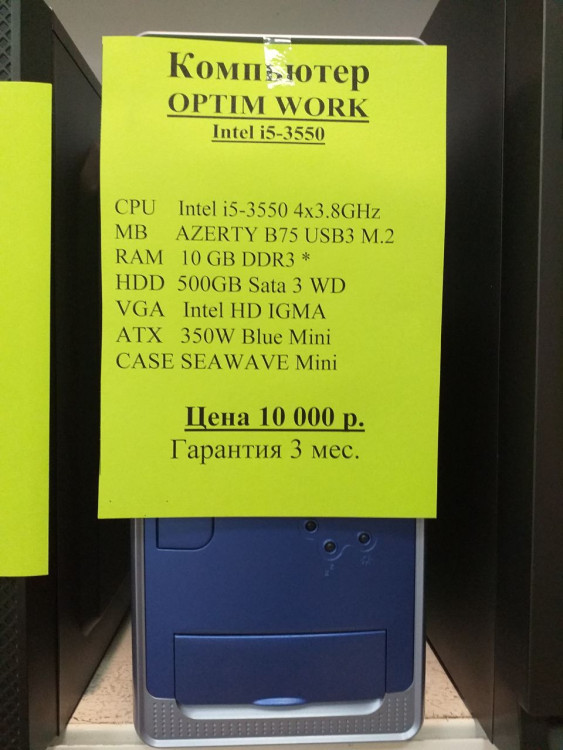 Компьютер
OPTIM WORK
Intel i5-3550
CPU Intel i5-3550 4x3.8GHz
MB AZERTY B75 USB3 M.2
RAM 10 GB DDR3 *
HDD 500GB Sata 3 WD
VGA Intel HD IGMA
ATX 350W Blue Mini
CASE SEAWAVE Mini
Цена 10 000 р.
Гарантия 3 мес.